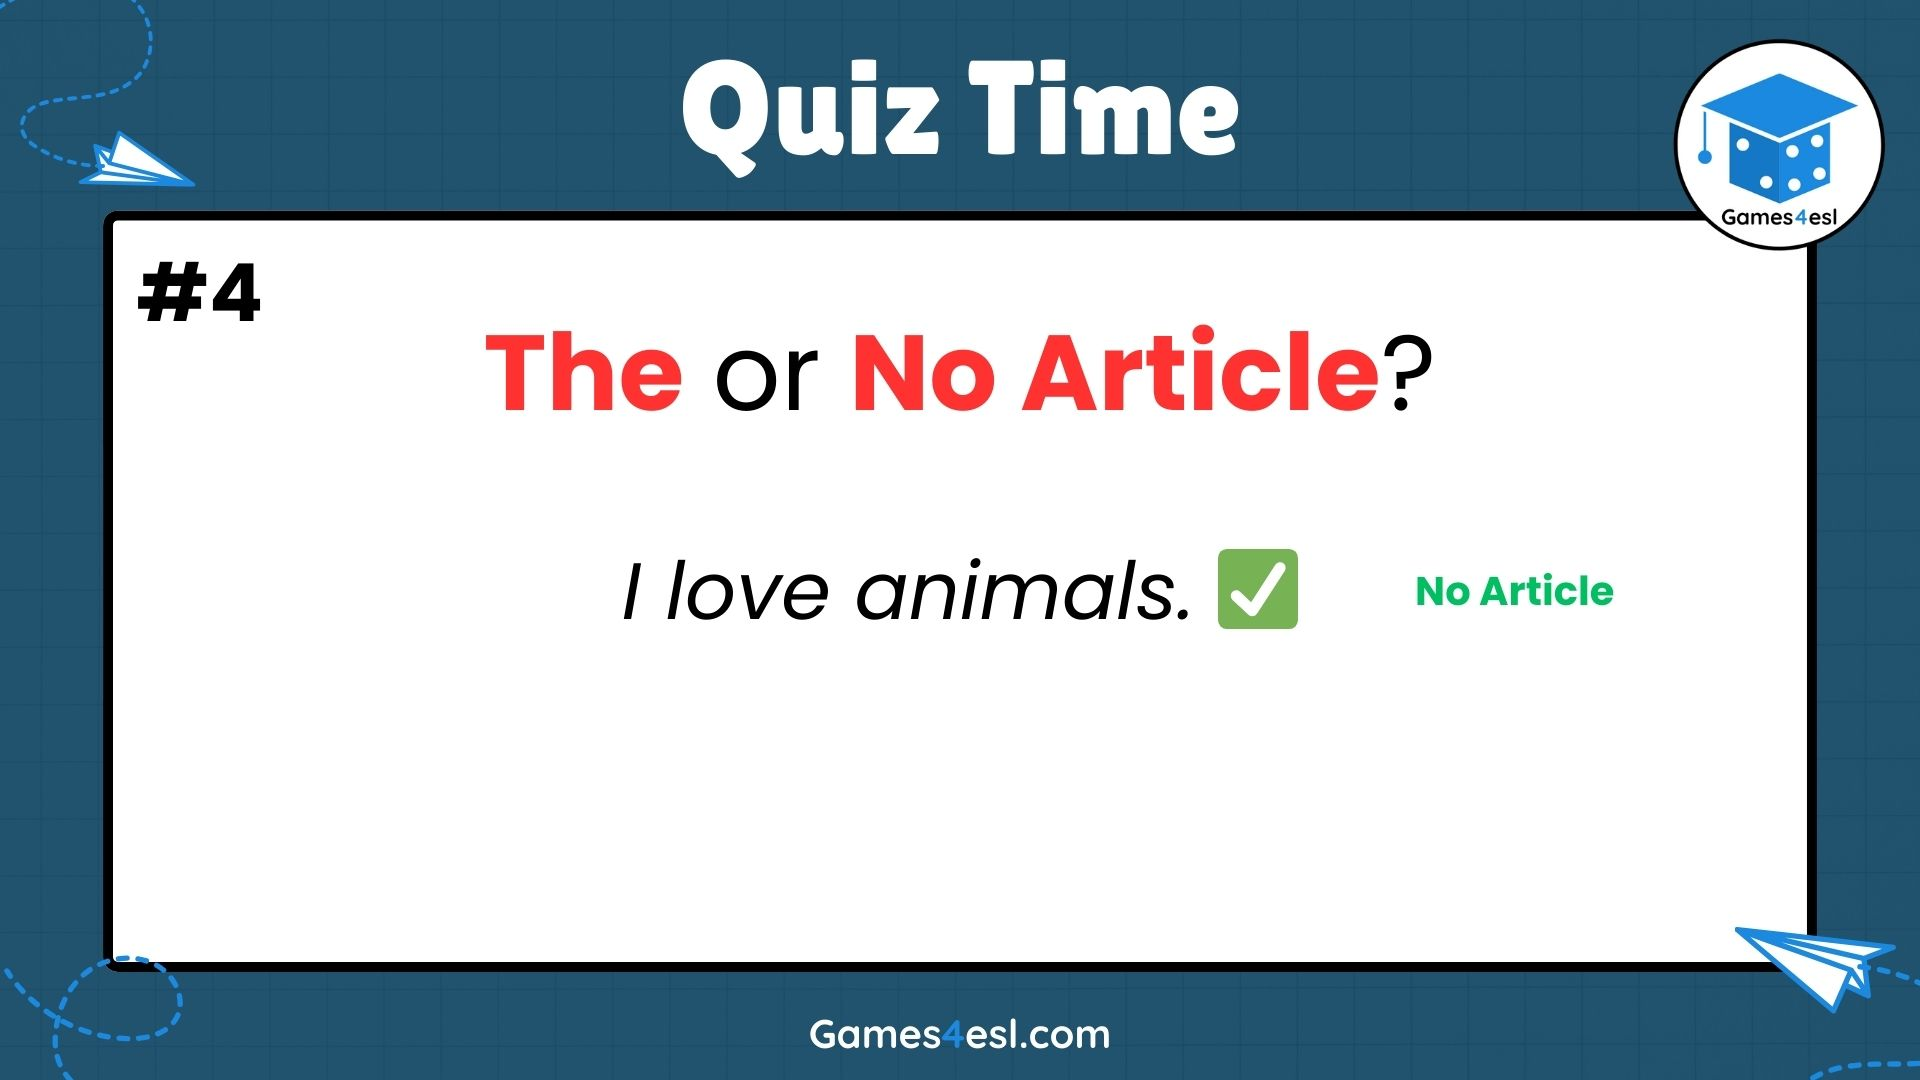 Quiz Time
Games4esl
#4
The or No Article?
I love animals. ✅ No Article
Games4esl.com